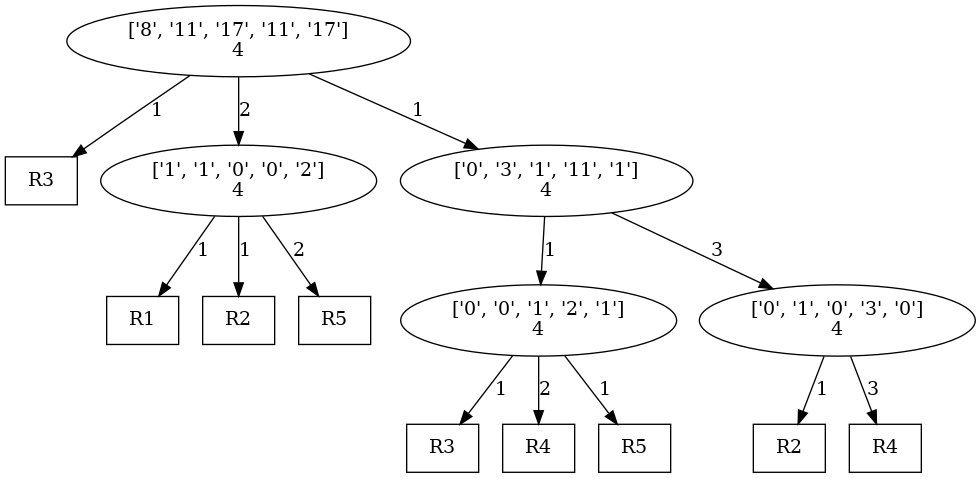 ['8', '11', '17', '11', '17']
4
1
2
1
R3
['1', '1', '0', '0', '2']
4
['0', '3', '1', '11', '1']
4
1
1
2
1
3
R1
R2
R5
['0', '0', '1', '2', '1']
4
['0', '1', '0', '3', '0']
4
1
2
1
1
3
R3
R4
R5
R2
R4